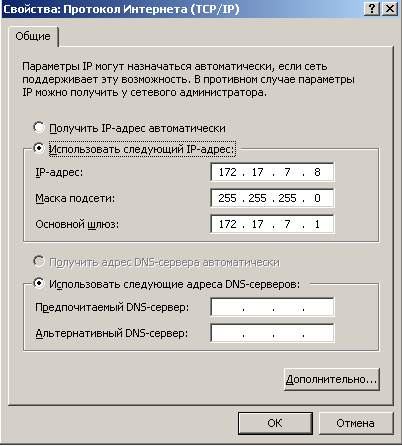 Свойства: Протокол Интернета (TCP/IP)
Общие
Параметры IP могут назначаться автоматически, если сеть
поддерживает эту возможность. В противном случае параметры
IP можно получить у сетевого администратора.
Получить IP-адрес автоматически
Использовать следующий IP-адрес:
IP-адрес: 172 . 17 . 7 . 8
Маска подсети: 255 . 255 . 255 . 0
Основной шлюз: 172 . 17 . 7 . 1
Получить адрес DNS-сервера автоматически
Использовать следующие адреса DNS-серверов:
Предпочитаемый DNS-сервер: . . .
Альтернативный DNS-сервер: . . .
Дополнительно...
OK Отмена